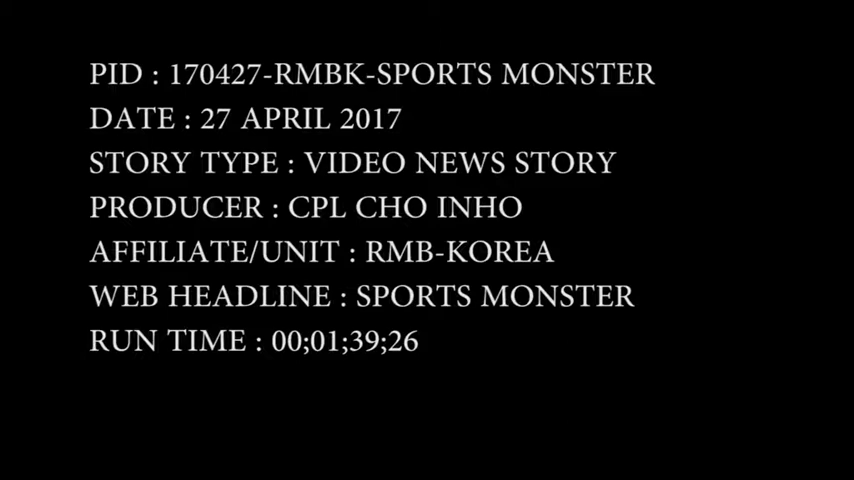 PID : 170427-RMBK-SPORTS MONSTER
DATE : 27 APRIL 2017
STORY TYPE : VIDEO NEWS STORY
PRODUCER : CPL CHO INHO
AFFILIATE/UNIT : RMB-KOREA
WEB HEADLINE : SPORTS MONSTER
RUN TIME : 00;01;39;26